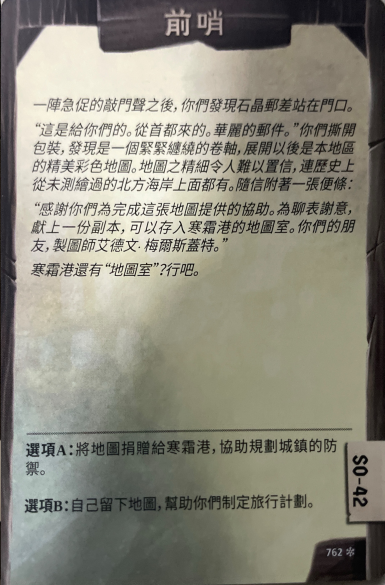 前哨
一陣急促的敲門聲之後，你們發現石晶郵差站在門口。
“這是給你們的。從首都來的。華麗的郵件。”你們撕開
包裝，發現是一個緊緊纏繞的卷軸，展開以後是本地區
的精美彩色地圖。地圖之精細令人難以置信，連歷史上
從未測繪過的北方海岸上面都有。隨信附著一張便條：
“感謝你們為完成這張地圖提供的協助。為聊表謝意，
獻上一份副本，可以存入寒霜港的地圖室。你們的朋
友，製圖師艾德文·梅爾斯蓋特。”
寒霜港還有“地圖室”？行吧。
選項A：將地圖捐贈給寒霜港，協助規劃城鎮的防
禦。
選項B：自己留下地圖，幫助你們制定旅行計劃。
SO-42
762